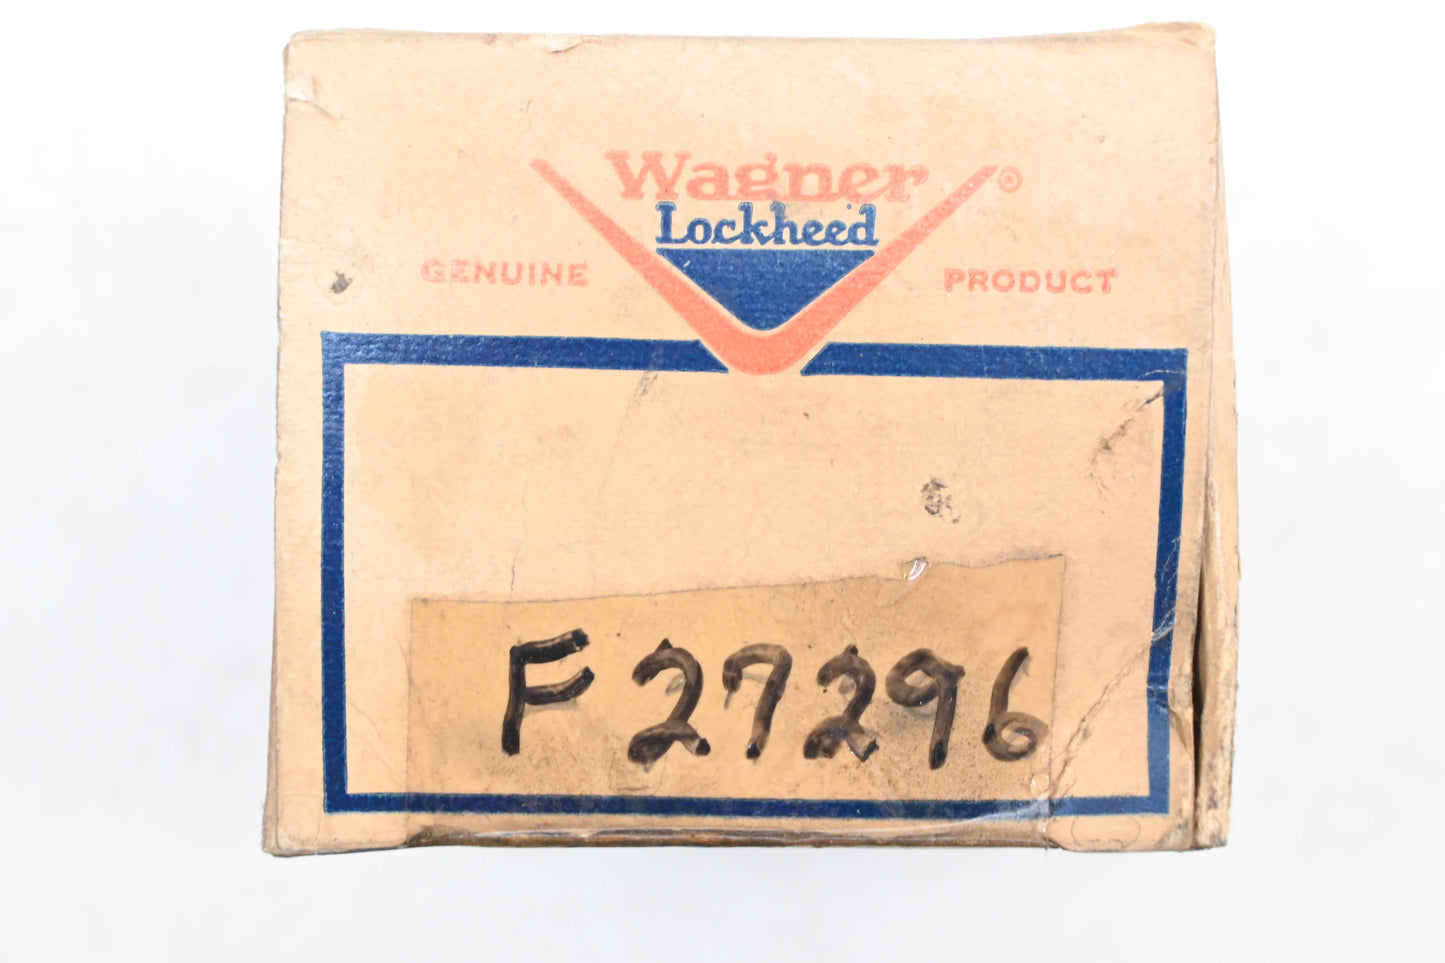 Wagner ®
Lockheed
GENUINE PRODUCT
F27296